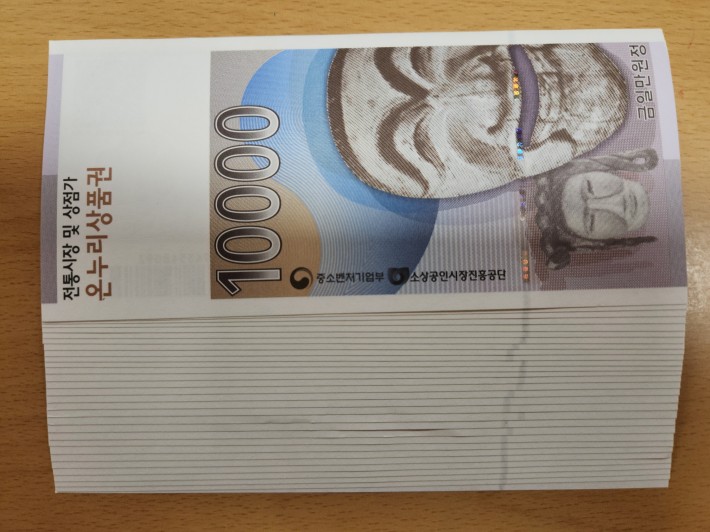 전통시장 및 상점가
온누리상품권
10000
중소벤처기업부
소상공인시장진흥공단
금일만원정